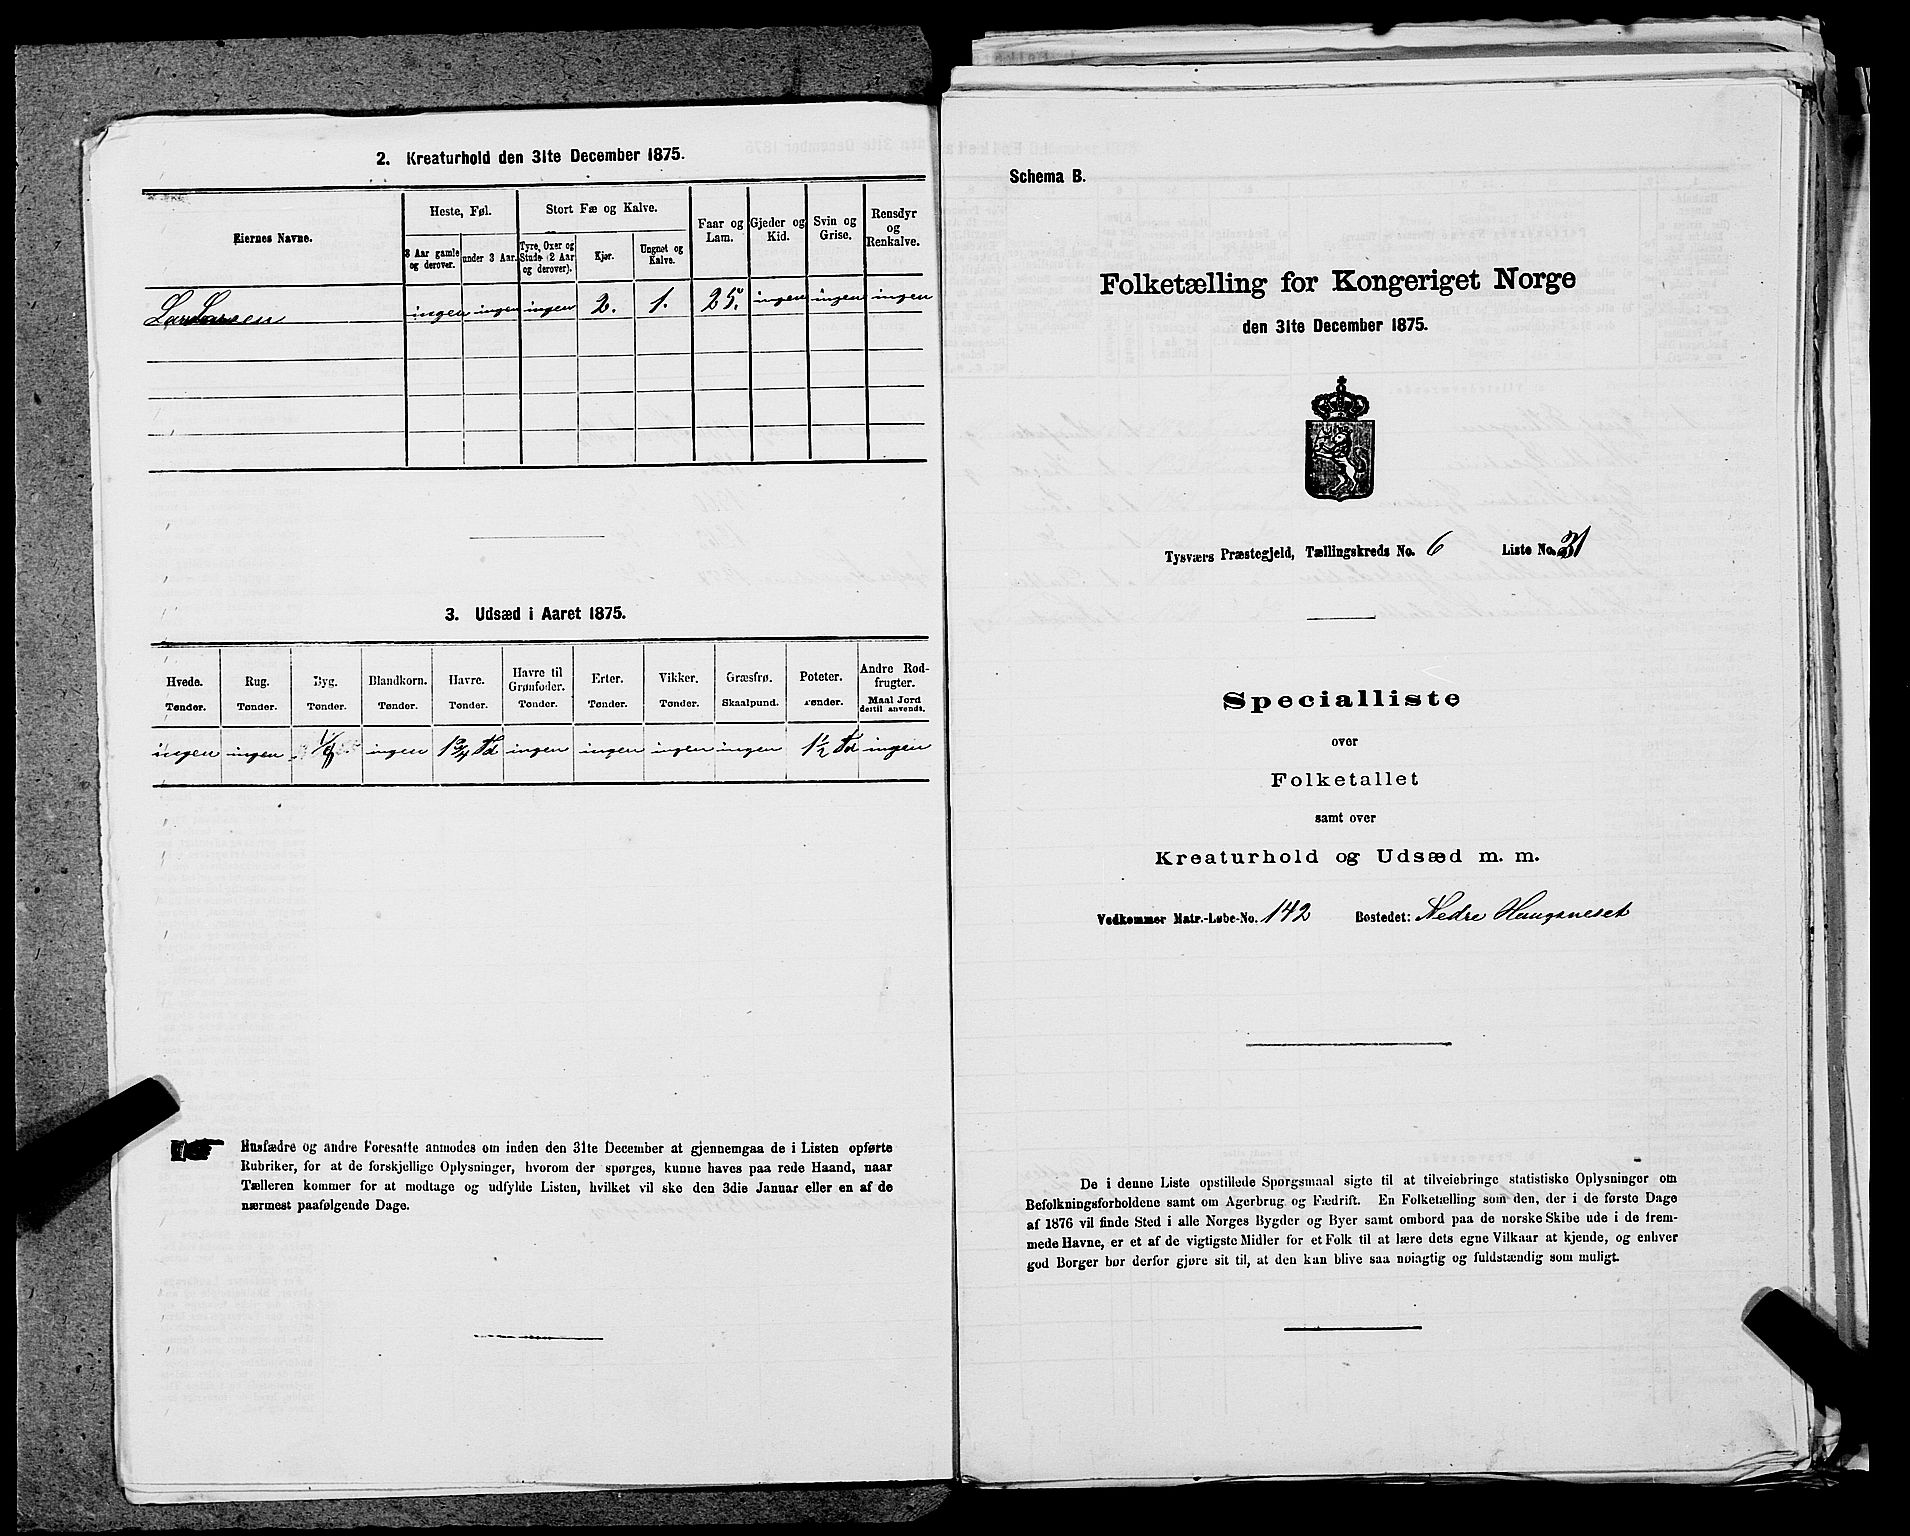 2. Kreaturhold den 31te December 1875.
Eiernes Navne.
Heste, Føl.
Stort Fæ og Kalve.
Faar og Lam.
Gjeder og Kid.
Svin og Grise.
Rensdyr og Renkalve.
3 Aar gamle og derover.
under 3 Aar.
Tyre, Oxer og Stude (2 Aar og derover).
Kjør.
Ungnøt og Kalve.
Lars Larsen ingen ingen ingen 2. 1. 25. ingen ingen ingen
3. Udsæd i Aaret 1875.
Hvede. Rug. Byg. Blandkorn. Havre. Havre til Grønfoder. Erter. Vikker. Græsfrø. Poteter. Andre Rodfrugter.
Tønder. Tønder. Tønder. Tønder. Tønder. Tønder. Tønder. Tønder. Skaalpund. Tønder. Maal Jord dertil anvendt.
ingen ingen ingen 1 3/4 Td ingen ingen ingen ingen 1 1/2 Td ingen
Husfædre og andre Foresatte anmodes om inden den 31te December at gjennemgaa de i Listen opførte
Rubriker, for at de forskjellige Oplysninger, hvorom der spørges, kunne haves paa rede Haand, naar
Tælleren kommer for at modtage og udfylde Listen, hvilket vil ske den 3die Januar eller en af de
nærmest paafølgende Dage.
Schema B.
Folketælling for Kongeriget Norge
den 31te December 1875.
Tysværs Præstegjeld, Tællingskreds No. 6 Liste No. 31
Specialliste
over
Folketallet
samt over
Kreaturhold og Udsæd m. m.
Vedkommer Matr.-Løbe-No. 142 Bostedet: Nedre Haugsneset
De i denne Liste opstillede Spørgsmaal sigte til at tilveiebringe statistiske Oplysninger om
Befolkningsforholdene samt om Agerbrug og Fædrift. En Folketælling som den, der i de første Dage
af 1876 vil finde Sted i alle Norges Bygder og Byer samt ombord paa de norske Skibe ude i de frem-
mede Havne, er et af de vigtigste Midler for et Folk til at lære dets egne Vilkaar at kjende, og enhver
god Borger bør derfor gjøre sit til, at den kan blive saa nøiagtig og fuldstændig som muligt.